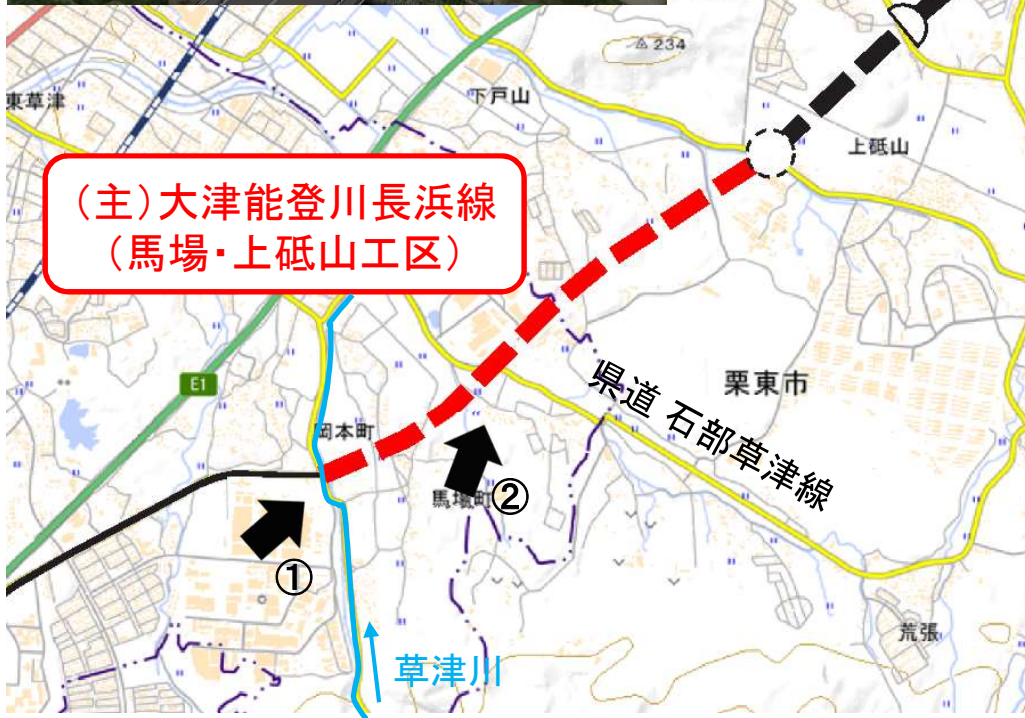 △ 234
東草津
下戸山
上砥山
(主)大津能登川長浜線
(馬場・上砥山工区)
E1
栗東市
県道 石部草津線
岡本町
馬場町
②
①
荒張
草津川